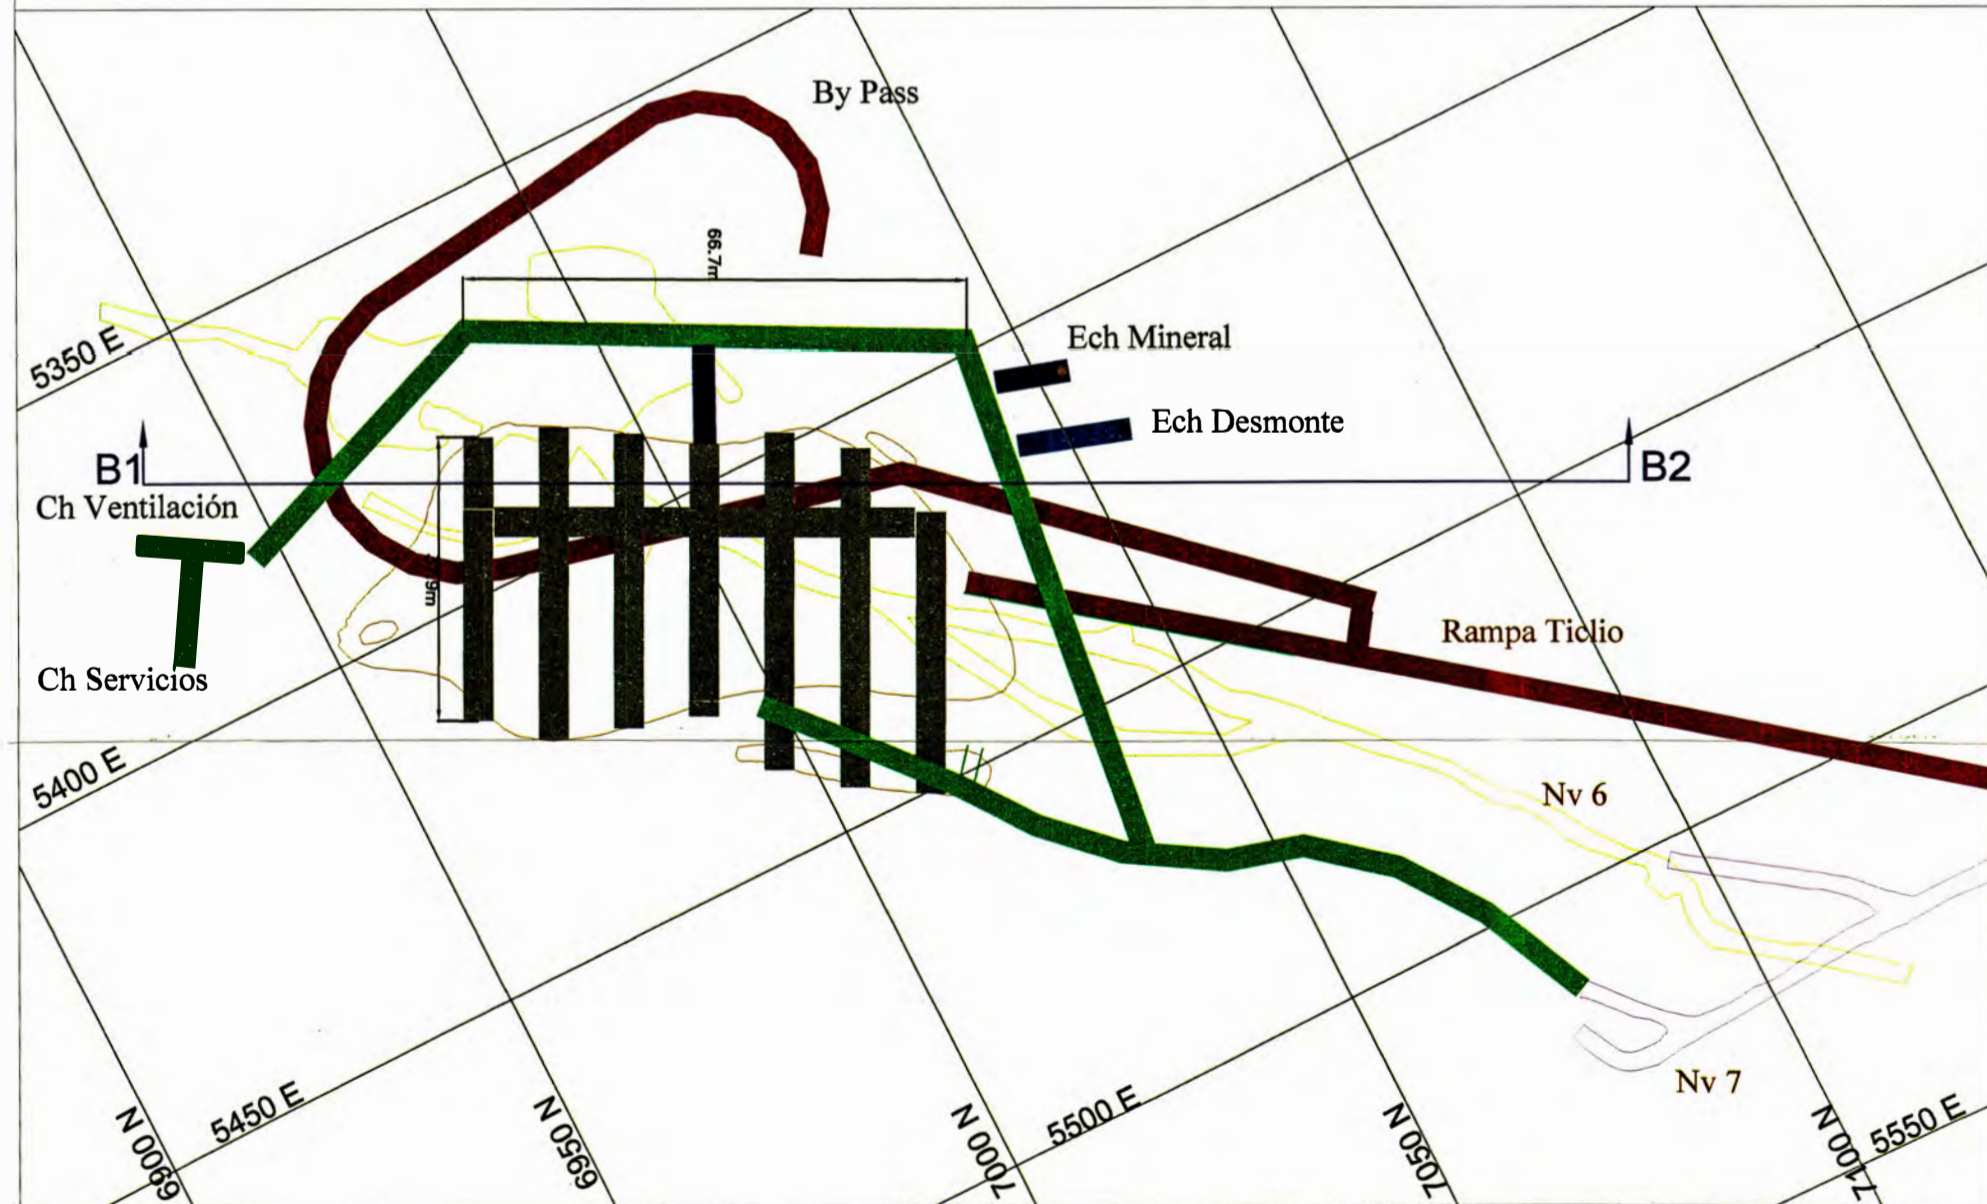 By Pass
66.7m
Ech Mineral
5350 E
Ech Desmonte
B1
B2
Ch Ventilación
Rampa Ticlio
Ch Servicios
5400 E
Nv 6
Nv 7
5450 E
5500 E
5550 E
6900 N
6950 N
7000 N
7050 N
7100 N